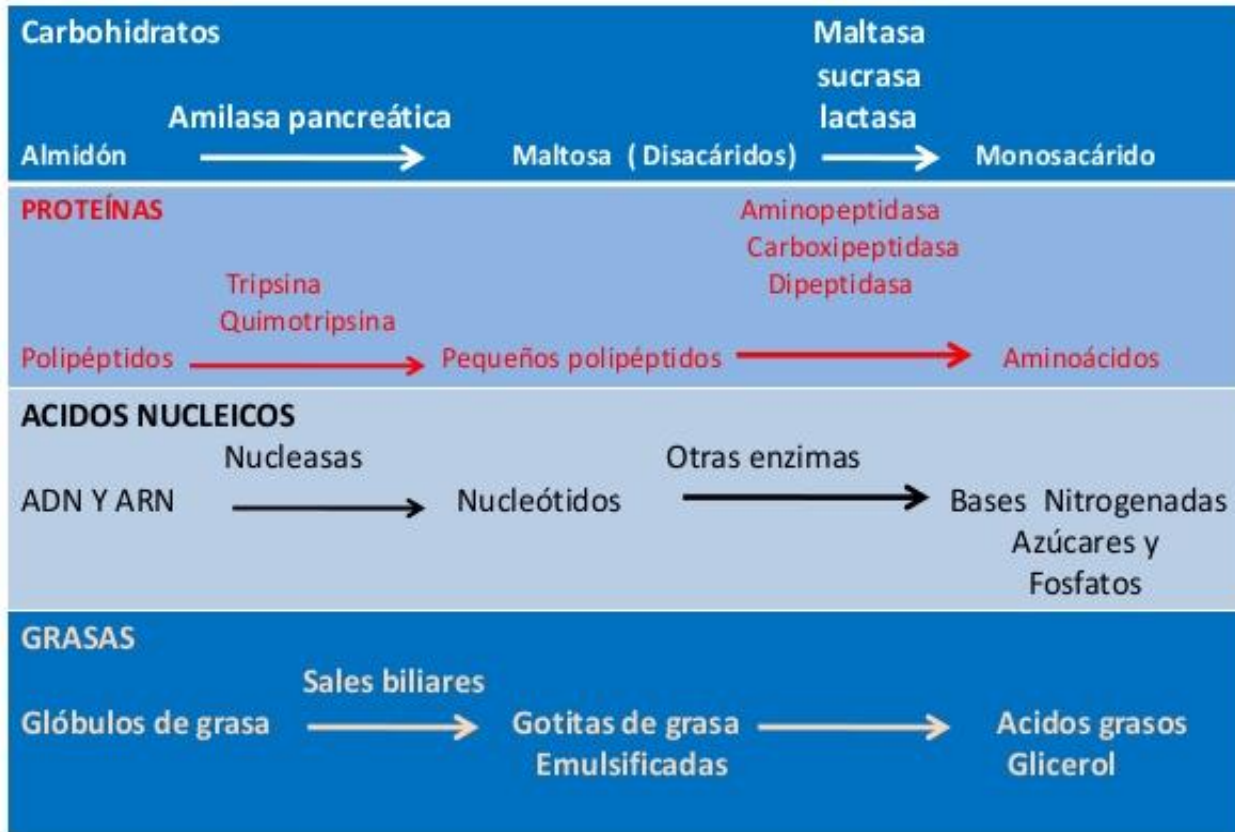 Carbohidratos
Maltasa
sucrasa
Amilasa pancreática lactasa
Almidón Maltosa ( Disacáridos) Monosacárido
PROTEÍNAS
Aminopeptidasa
Carboxipeptidasa
Tripsina Dipeptidasa
Quimotripsina
Polipéptidos Pequeños polipéptidos Aminoácidos
ACIDOS NUCLEICOS
Nucleasas Otras enzimas
ADN Y ARN Nucleótidos Bases Nitrogenadas
Azúcares y
Fosfatos
GRASAS
Sales biliares
Glóbulos de grasa Gotitas de grasa Acidos grasos
Emulsificadas Glicerol